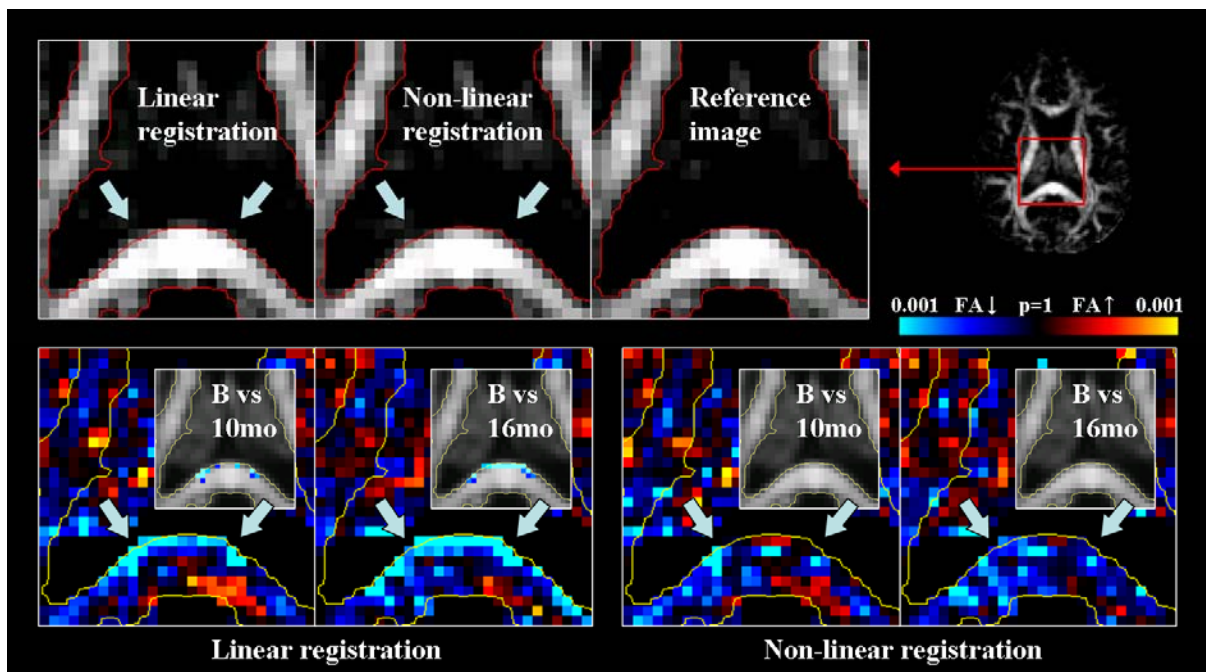 Linear
registration
Non-linear
registration
Reference
image
0.001 FA↓ p=1 FA↑ 0.001
B vs
10mo
B vs
16mo
B vs
10mo
B vs
16mo
Linear registration
Non-linear registration